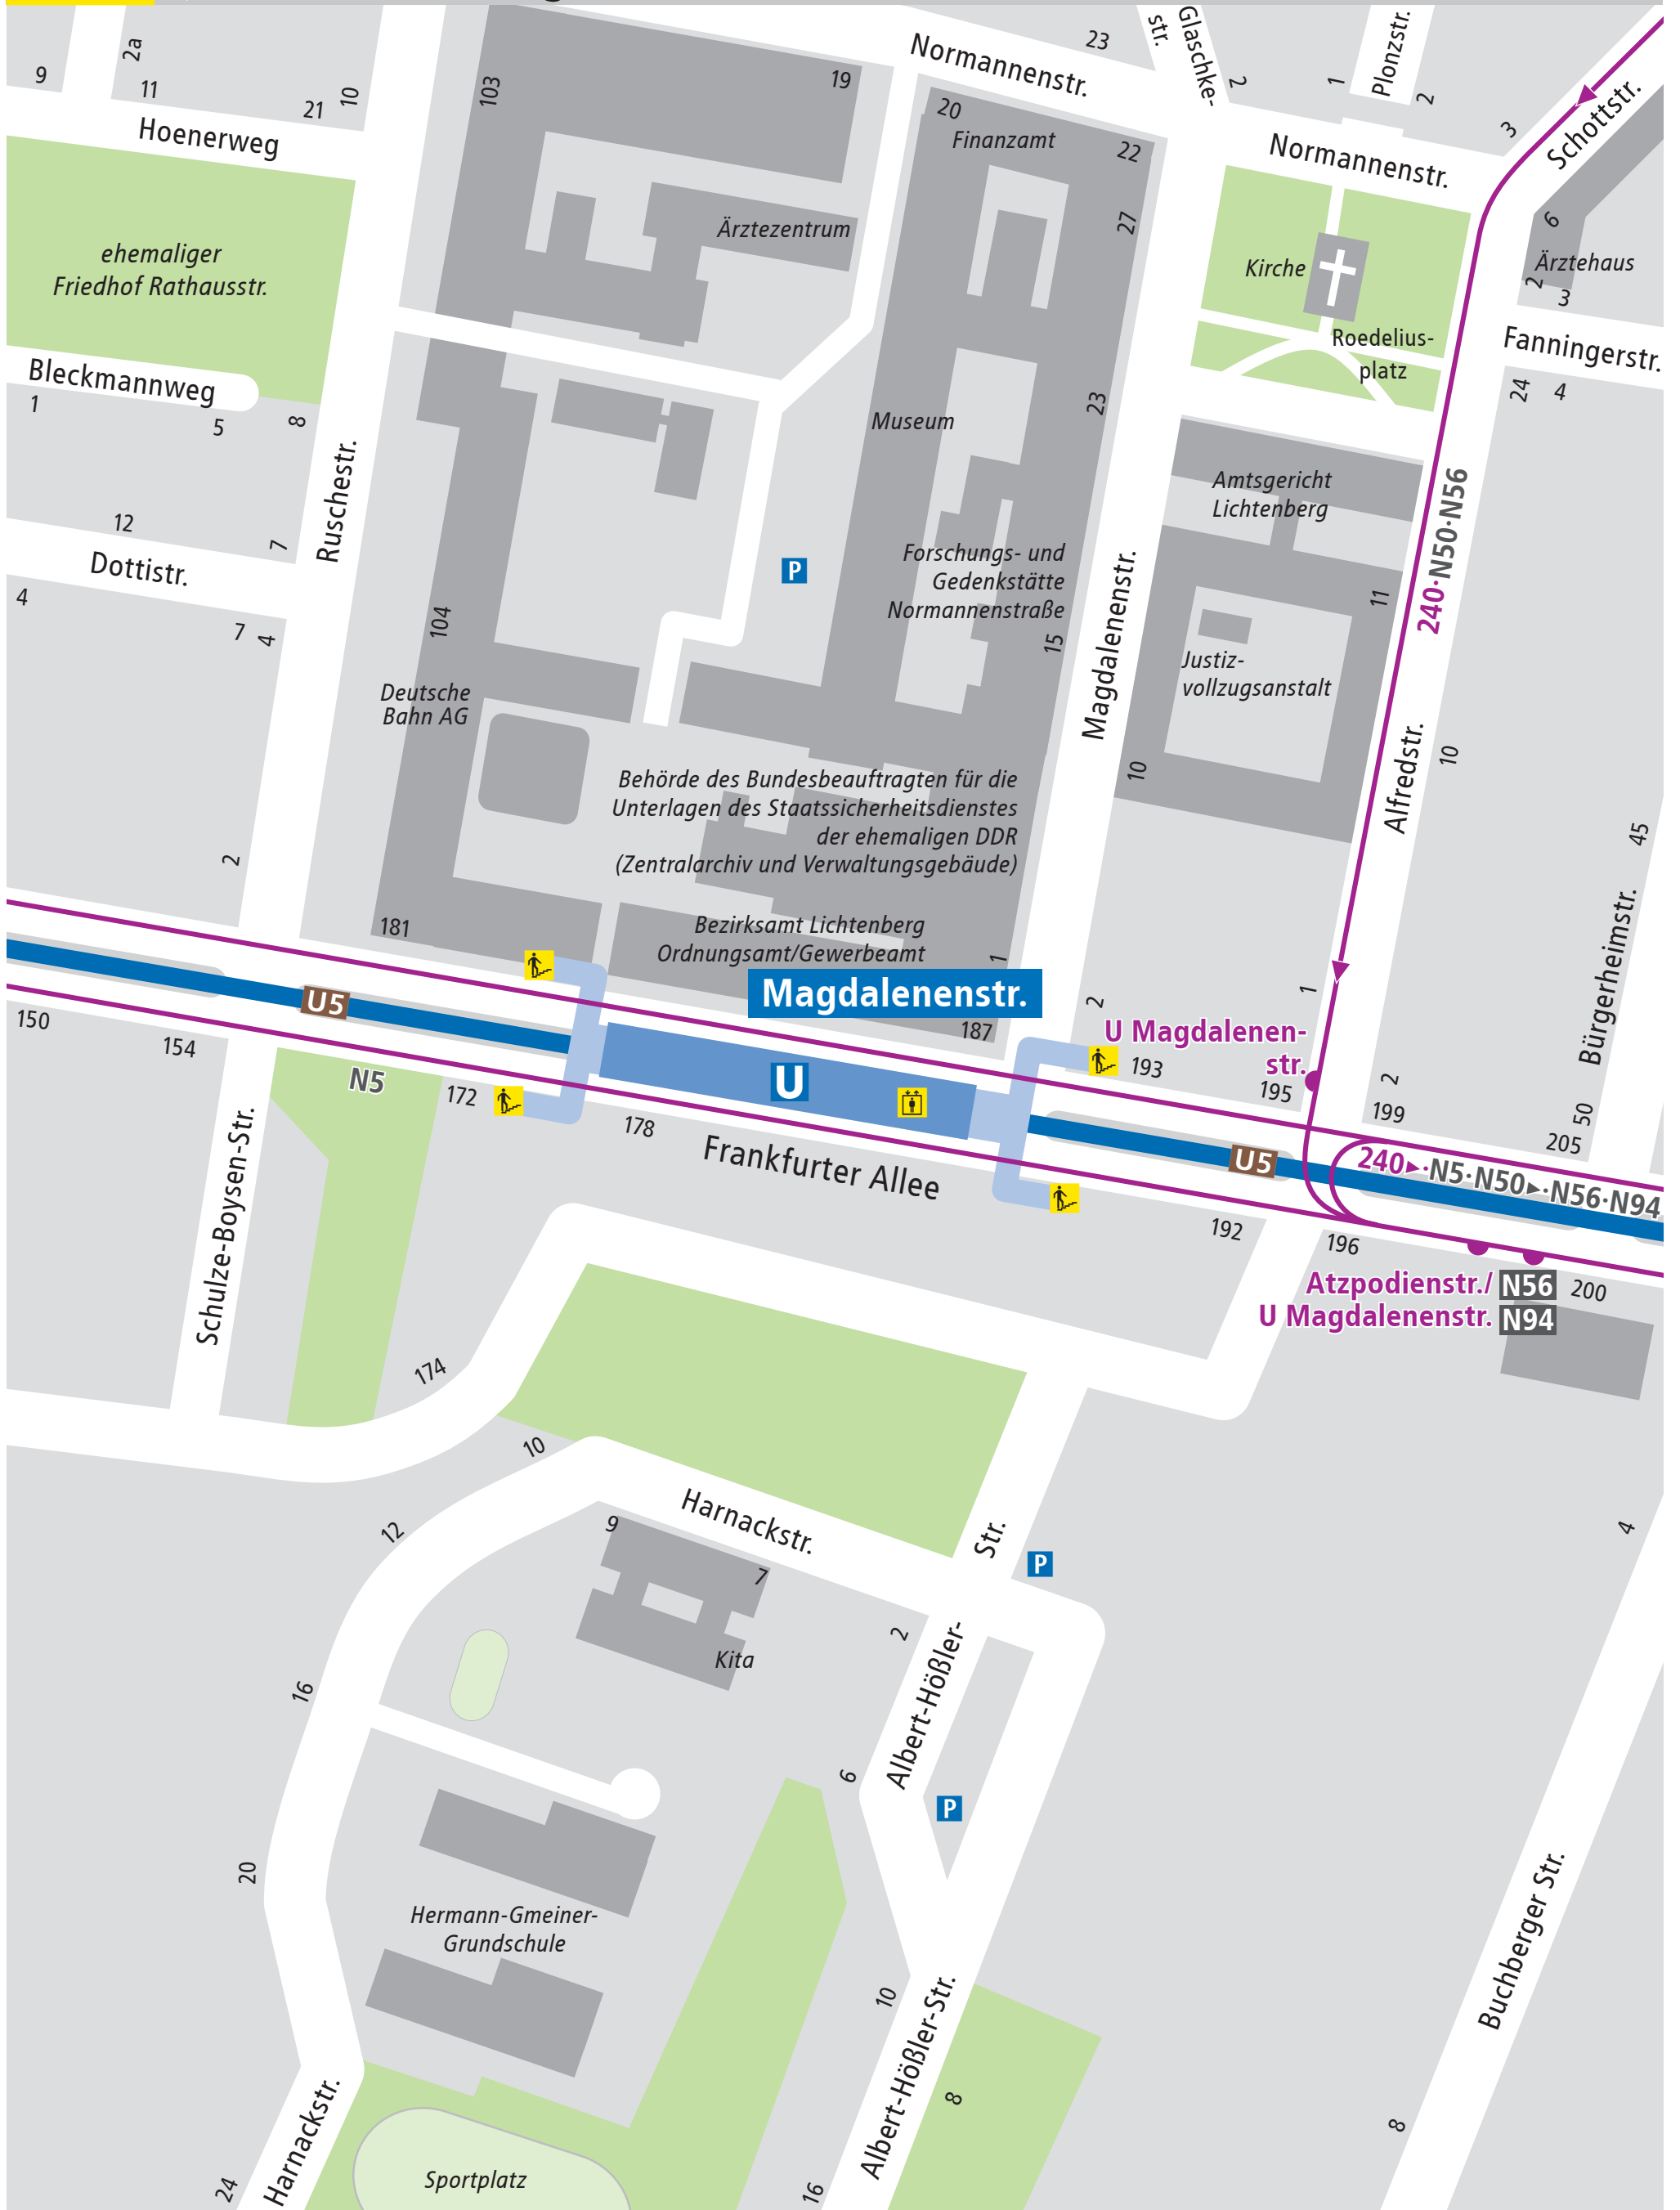 23
Glaschke-
str.
2
1
Plonzstr.
2
2a
9
11
21
10
103
19
Normannenstr.
3
Schottstr.
Hoenerweg
20
Finanzamt
22
Normannenstr.
27
6
Ärztezentrum
ehemaliger
Friedhof Rathausstr.
Kirche
Ärztehaus
2
3
Roedelius-
platz
Fanningerstr.
Bleckmannweg
1
5
8
24
4
23
Museum
Ruschestr.
Amtsgericht
Lichtenberg
240·N50·N56
12
7
Dottistr.
4
7
4
P
Forschungs- und
Gedenkstätte
Normannenstraße
15
Magdalenenstr.
11
104
Justiz-
vollzugsanstalt
Deutsche
Bahn AG
10
Alfredstr.
10
Behörde des Bundesbeauftragten für die
Unterlagen des Staatssicherheitsdienstes
der ehemaligen DDR
(Zentralarchiv und Verwaltungsgebäude)
45
2
181
Bezirksamt Lichtenberg
Ordnungsamt/Gewerbeamt
1
Bürgerheimstr.
Magdalenenstr.
U5
2
1
150
154
187
U Magdalenen-
str.
193
195
2
N5
172
U
199
50
205
178
Frankfurter Allee
U5
240▸·N5·N50▸·N56·N94
Schulze-Boysen-Str.
192
196
Atzpodienstr./
U Magdalenenstr.
N56
N94
200
174
10
Harnackstr.
Str.
12
9
7
P
4
2
Kita
Albert-Hößler-
16
6
P
20
Hermann-Gmeiner-
Grundschule
Buchberger Str.
10
Albert-Hößler-Str.
8
8
Harnackstr.
24
Sportplatz
16